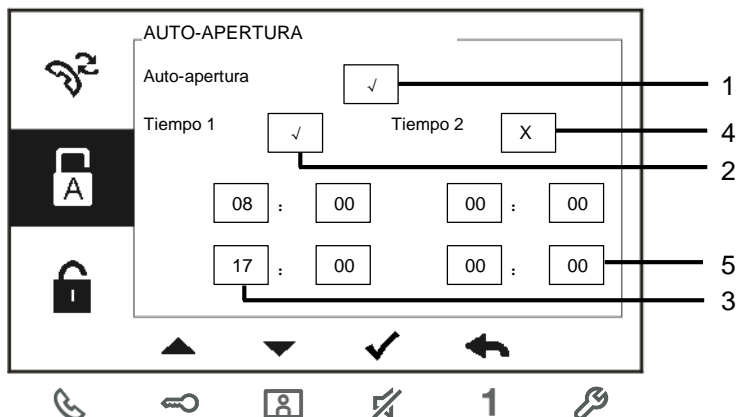 AUTO-APERTURA
Auto-apertura √ 1
Tiempo 1 √ Tiempo 2 X 4
2
A
08 : 00 00 : 00
17 : 00 00 : 00 5
3
I
1